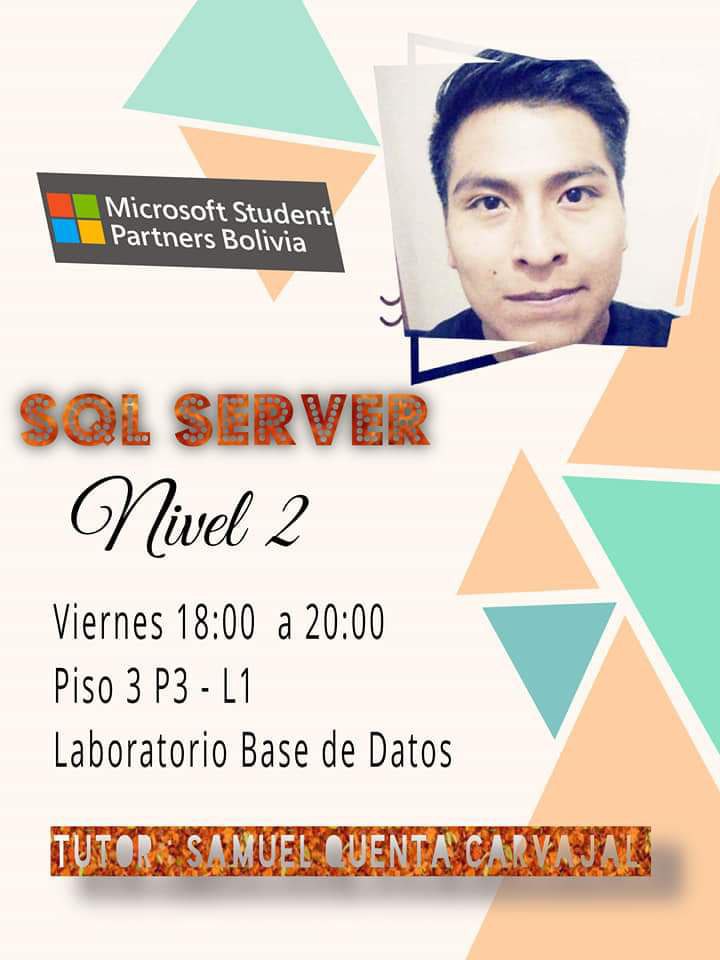 Microsoft Student
Partners Bolivia
SQL SERVER
Nivel 2
Viernes 18:00 a 20:00
Piso 3 P3 - L1
Laboratorio Base de Datos
TUTOR : SAMUEL QUENTA CARVAJAL